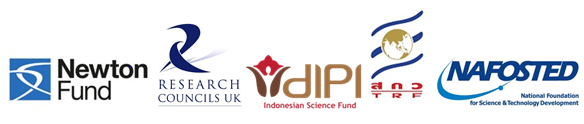 Newton
Fund
RESEARCH
COUNCILS UK
dIPI
Indonesian Science Fund
สกว
TRF
NAFOSTED
National Foundation
for Science & Technology Development